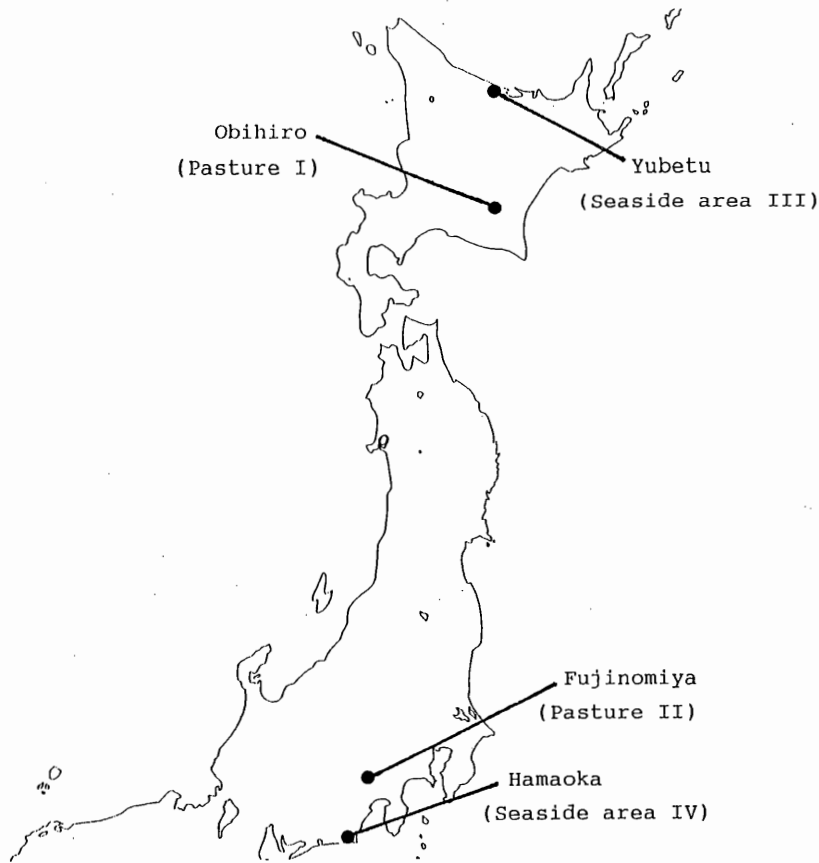 Obihiro
(Pasture I)
Yubetu
(Seaside area III)
Fujinomiya
(Pasture II)
Hamaoka
(Seaside area IV)